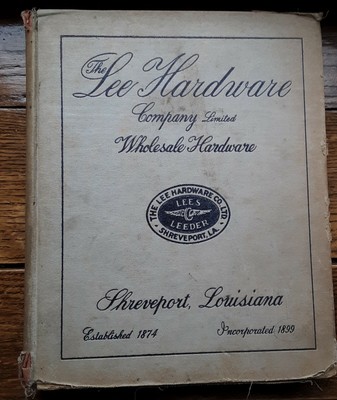 The
Lee Hardware
Company Limited
Wholesale Hardware
THE LEE HARDWARE CO. LTD.
LEE'S
LEEDER
SHREVEPORT, LA.
Shreveport, Louisiana
Established 1874
Incorporated 1899